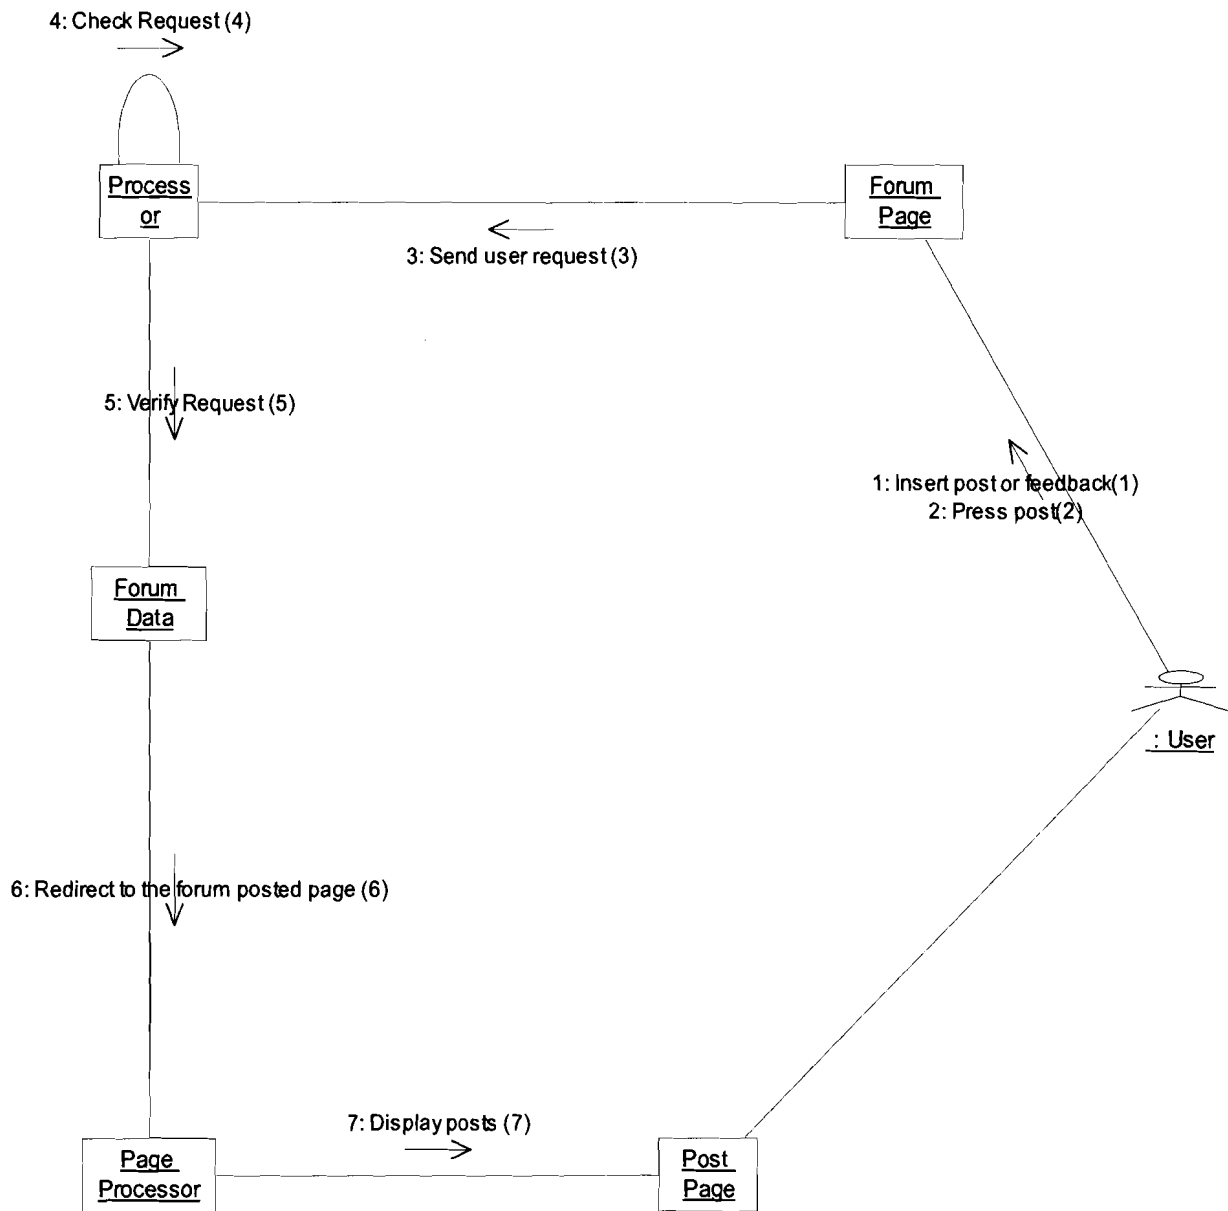 4: Check Request (4)
Process
or
Forum
Page
3: Send user request (3)
5: Verify Request (5)
1: Insert post or feedback(1)
2: Press post(2)
Forum
Data
: User
6: Redirect to the forum posted page (6)
7: Display posts (7)
Page
Processor
Post
Page